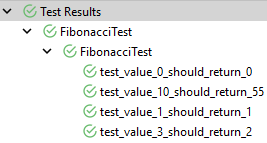 Test Results
FibonacciTest
FibonacciTest
test_value_0_should_return_0
test_value_10_should_return_55
test_value_1_should_return_1
test_value_3_should_return_2